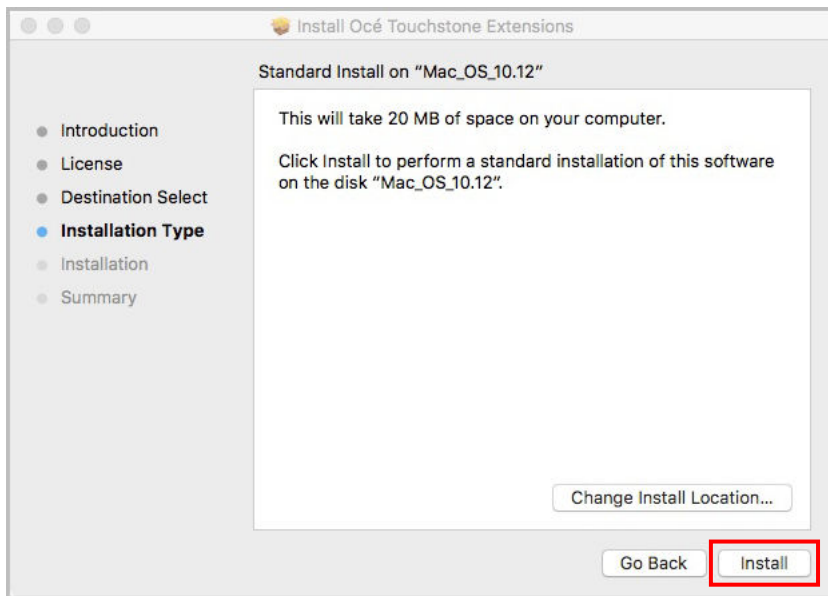 Install Océ Touchstone Extensions
Standard Install on “Mac_OS_10.12”
Introduction
License
Destination Select
Installation Type
Installation
Summary
This will take 20 MB of space on your computer.
Click Install to perform a standard installation of this software
on the disk “Mac_OS_10.12”.
Change Install Location...
Go Back
Install